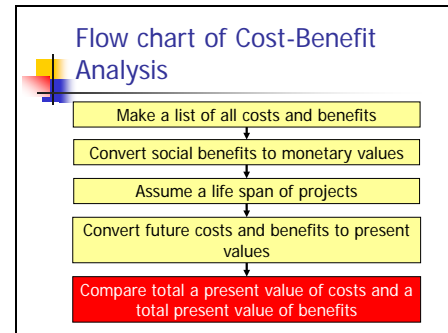 Flow chart of Cost-Benefit
Analysis
Make a list of all costs and benefits
Convert social benefits to monetary values
Assume a life span of projects
Convert future costs and benefits to present
values
Compare total a present value of costs and a
total present value of benefits